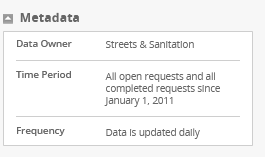 Metadata
Data Owner Streets & Sanitation
Time Period All open requests and all
completed requests since
January 1, 2011
Frequency Data is updated daily